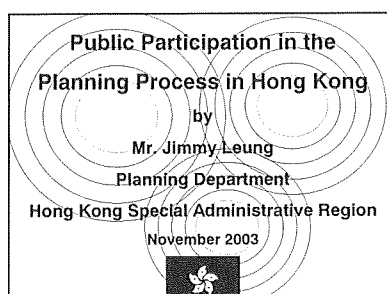 Public Participation in the
Planning Process in Hong Kong
by
Mr. Jimmy Leung
Planning Department
Hong Kong Special Administrative Region
November 2003